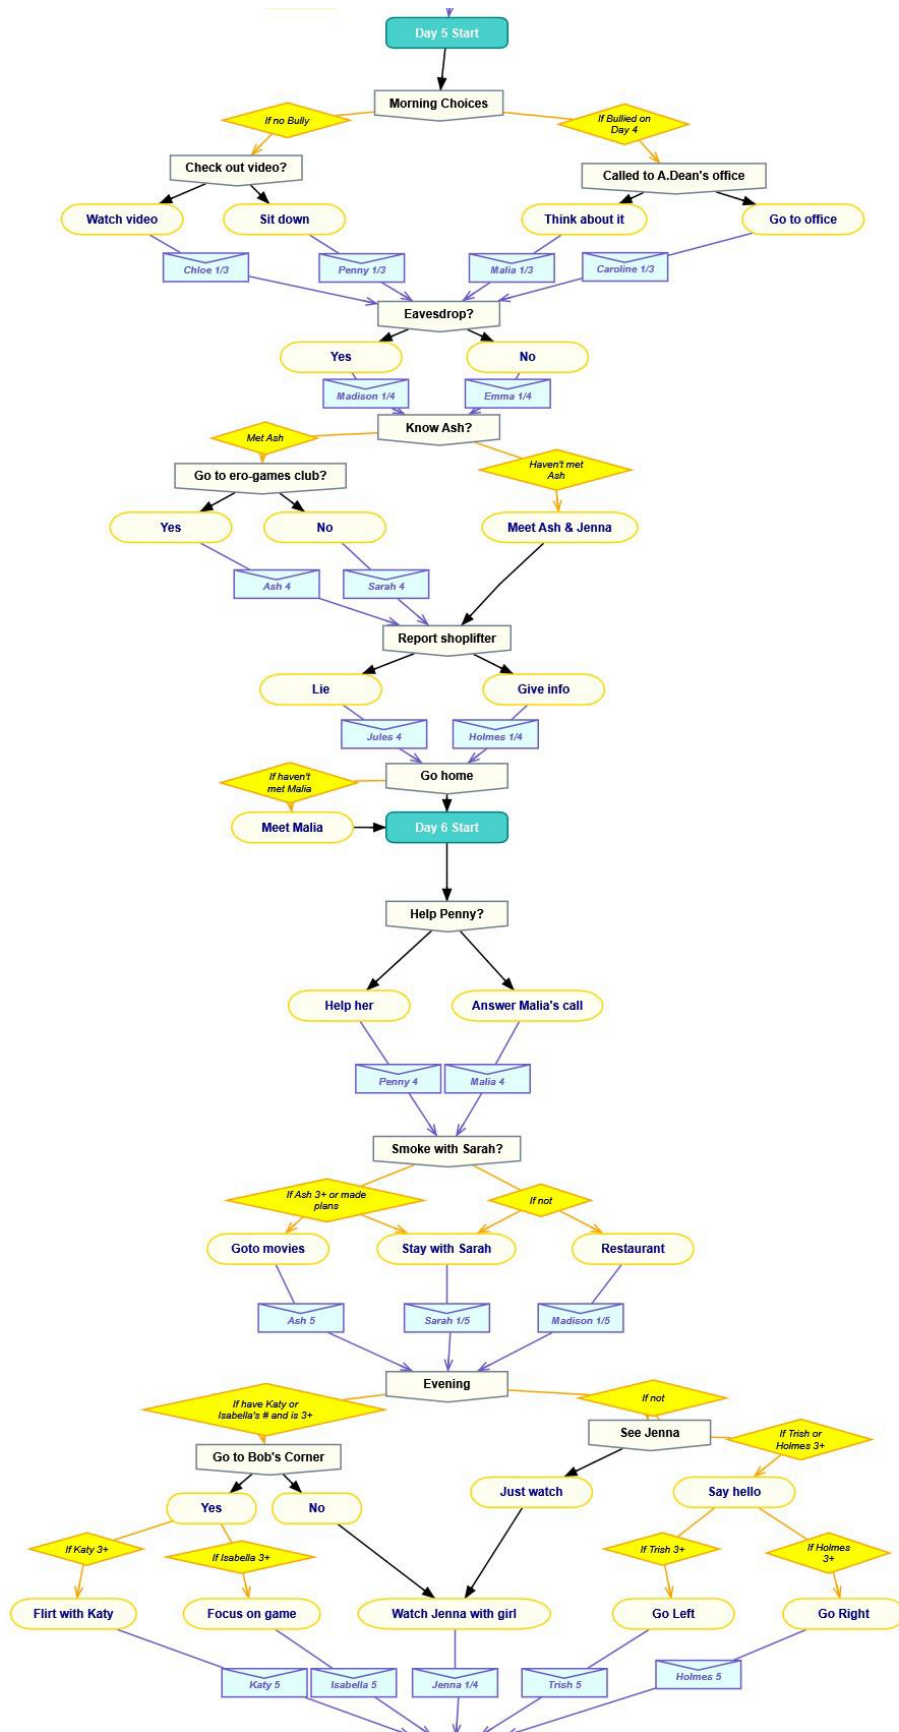 Day 5 Start
Morning Choices
If no Bully
If Bullied on
Day 4
Check out video?
Called to A.Dean's office
Watch video
Sit down
Think about it
Go to office
Chloe 1/3
Penny 1/3
Malia 1/3
Caroline 1/3
Eavesdrop?
Yes
No
Madison 1/4
Emma 1/4
Know Ash?
Met Ash
Haven't met
Ash
Go to ero-games club?
Yes
No
Meet Ash & Jenna
Ash 4
Sarah 4
Report shoplifter
Lie
Give info
Jules 4
Holmes 1/4
Go home
If haven't
met Malia
Meet Malia
Day 6 Start
Help Penny?
Help her
Answer Malia's call
Penny 4
Malia 4
Smoke with Sarah?
If Ash 3+ or made
plans
If not
Goto movies
Stay with Sarah
Restaurant
Ash 5
Sarah 1/5
Madison 1/5
Evening
If have Katy or
Isabella's # and is 3+
If not
See Jenna
If Trish or
Holmes 3+
Go to Bob's Corner
Just watch
Say hello
Yes
No
If Katy 3+
If Isabella 3+
If Trish 3+
If Holmes
3+
Flirt with Katy
Focus on game
Watch Jenna with girl
Go Left
Go Right
Katy 5
Isabella 5
Jenna 1/4
Trish 5
Holmes 5